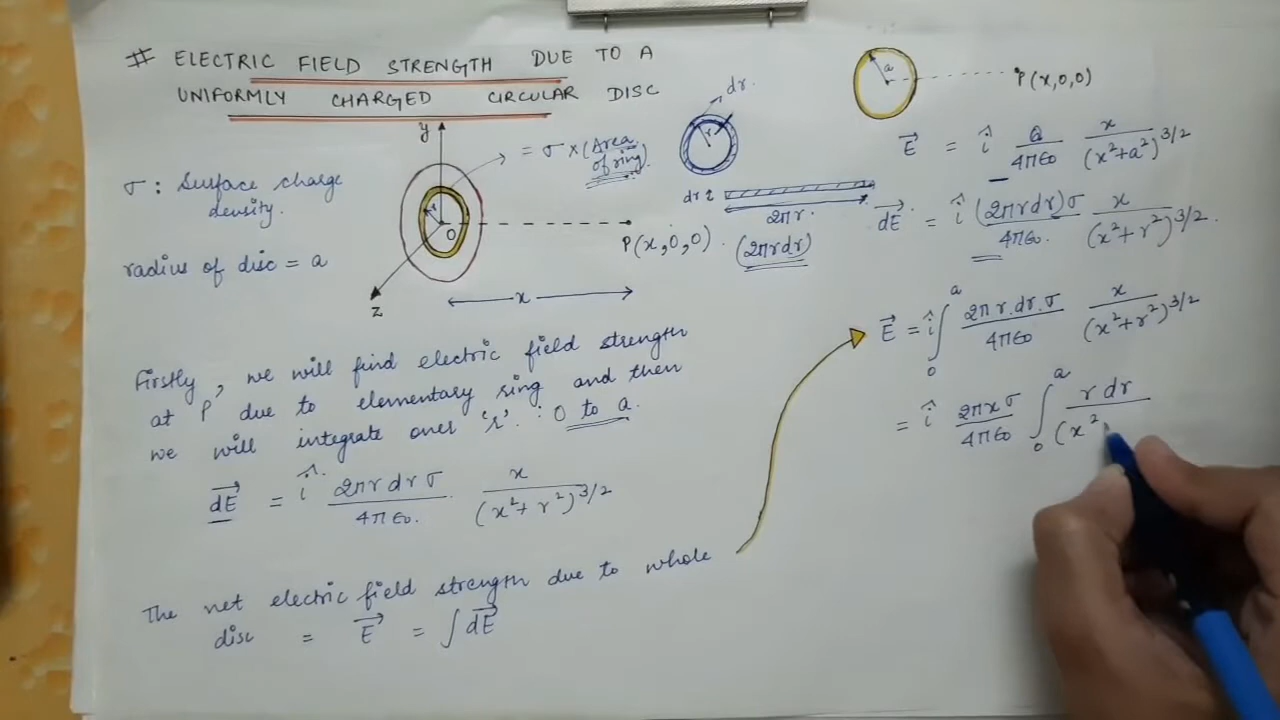 # ELECTRIC FIELD STRENGTH DUE TO A
UNIFORMLY CHARGED CIRCULAR DISC
σ : Surface charge
density.
radius of disc = a
y
r
O
z
= σ × (Area
of ring).
P(x,0,0).
x
dr.
r
dr
2πr.
(2πrdr)
Firstly, we will find electric field strength
at P due to elementary ring and then
we will integrate over 'r' : 0 to a.
dE⃗ = î 2πr dr σ / 4πε₀. x / (x²+r²)^3/2
The net electric field strength due to whole
disc = E⃗ = ∫dE⃗
a
P(x,0,0)
E⃗ = î Q / 4πε₀ x / (x²+a²)^3/2
dE⃗ = î (2πrdr)σ / 4πε₀. x / (x²+r²)^3/2.
E⃗ = î ∫₀^a 2πr.dr.σ / 4πε₀ x / (x²+r²)^3/2
= î 2πxσ / 4πε₀ ∫₀^a r dr / (x²